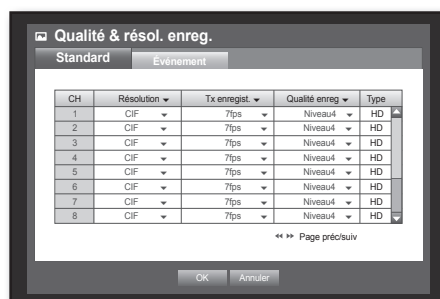 Qualité & résol. enreg.
Standard Événement
CH Résolution Tx enregist. Qualité enreg Type
1 CIF 7fps Niveau4 HD
2 CIF 7fps Niveau4 HD
3 CIF 7fps Niveau4 HD
4 CIF 7fps Niveau4 HD
5 CIF 7fps Niveau4 HD
6 CIF 7fps Niveau4 HD
7 CIF 7fps Niveau4 HD
8 CIF 7fps Niveau4 HD
Page préc/suiv
OK Annuler